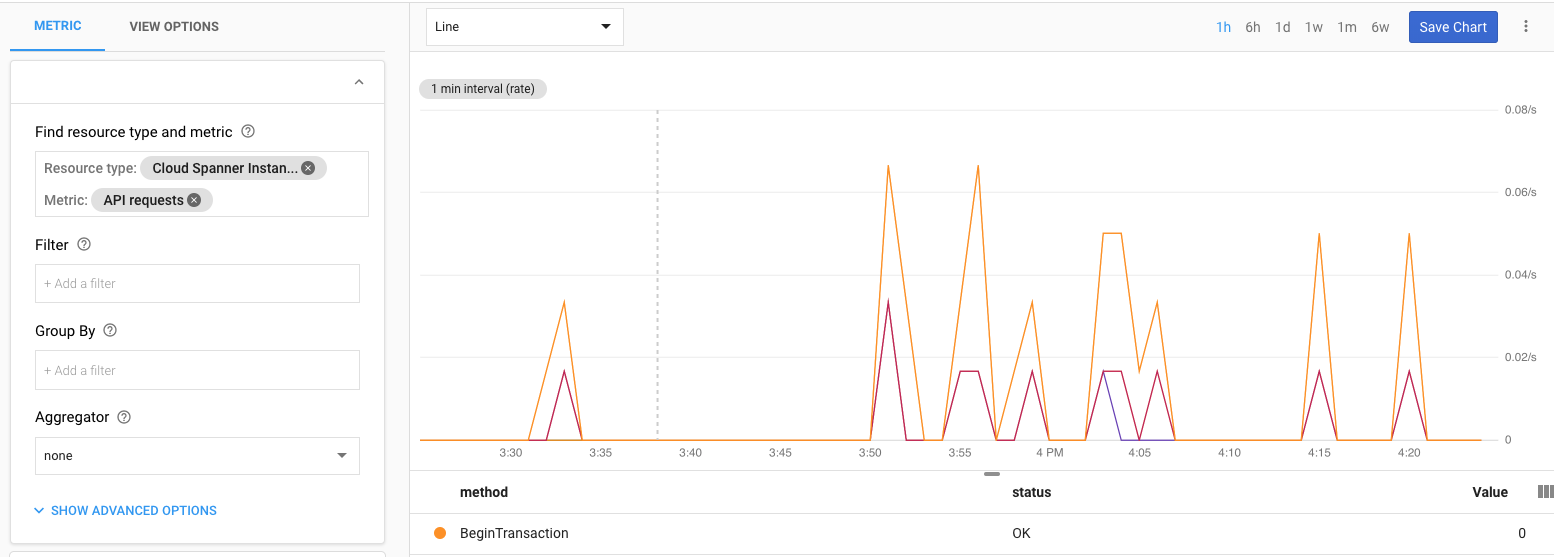 METRIC VIEW OPTIONS
Find resource type and metric
Resource type: Cloud Spanner Instan...
Metric: API requests
Filter
+ Add a filter
Group By
+ Add a filter
Aggregator
none
SHOW ADVANCED OPTIONS
Line
1h 6h 1d 1w 1m 6w Save Chart
1 min interval (rate)
0.08/s
0.06/s
0.04/s
0.02/s
0
3:30 3:35 3:40 3:45 3:50 3:55 4 PM 4:05 4:10 4:15 4:20
method status Value
BeginTransaction OK 0